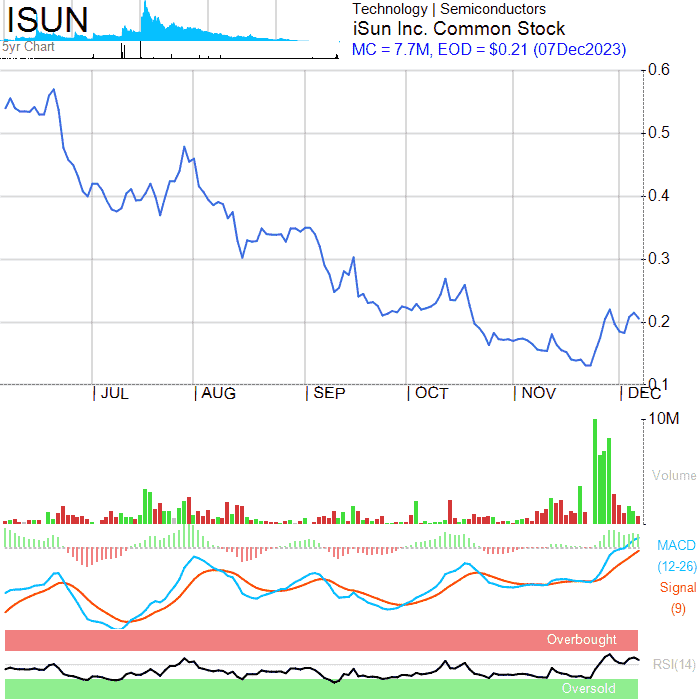 ISUN
5yr Chart
Technology | Semiconductors
iSun Inc. Common Stock
MC = 7.7M, EOD = $0.21 (07Dec2023)
0.6
0.5
0.4
0.3
0.2
0.1
JUL AUG SEP OCT NOV DEC
10M
Volume
MACD
(12-26)
Signal
(9)
Overbought
RSI(14)
Oversold